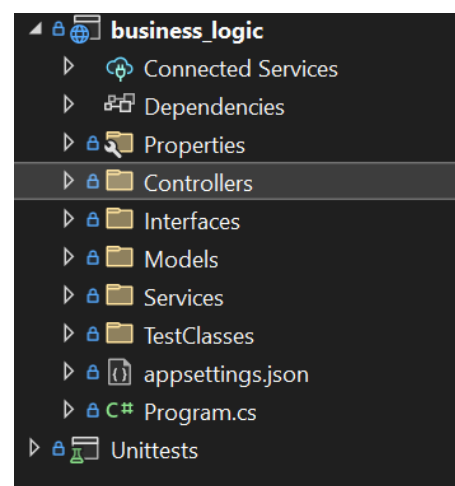 business_logic
Connected Services
Dependencies
Properties
Controllers
Interfaces
Models
Services
TestClasses
appsettings.json
C# Program.cs
Unittests